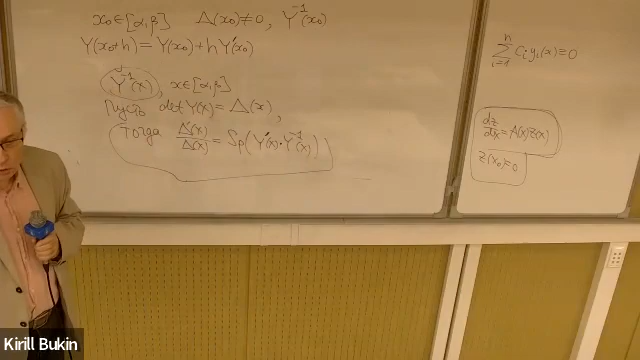 x₀∈[α,β] Δ(x₀)≠0, Y⁻¹(x₀)
Y(x₀+h)=Y(x₀)+hY'(x₀)
Y⁻¹(x), x∈[α,β]
Пусть det Y(x)=Δ(x),
Тогда Δ'(x)/Δ(x) = Sp(Y'(x)·Y⁻¹(x))
∑ᵢ₌₁ⁿ Cᵢyᵢ(x)=0
dz/dx=A(x)z(x)
z(x₀)=0
Kirill Bukin